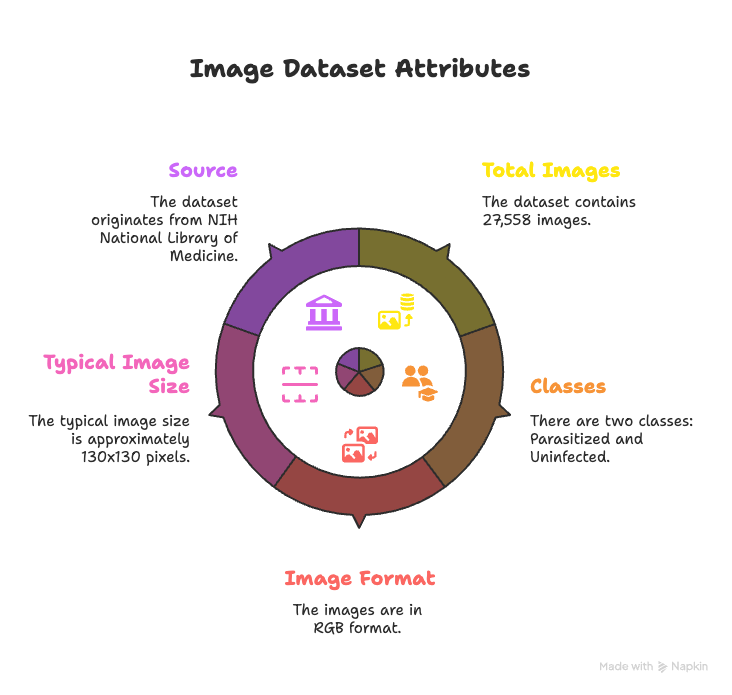 Image Dataset Attributes
Source
The dataset
originates from NIH
National Library of
Medicine.
Total Images
The dataset contains
27,558 images.
Typical Image
Size
The typical image size
is approximately
130x130 pixels.
Classes
There are two classes:
Parasitized and
Uninfected.
Image Format
The images are in
RGB format.
Made with Napkin